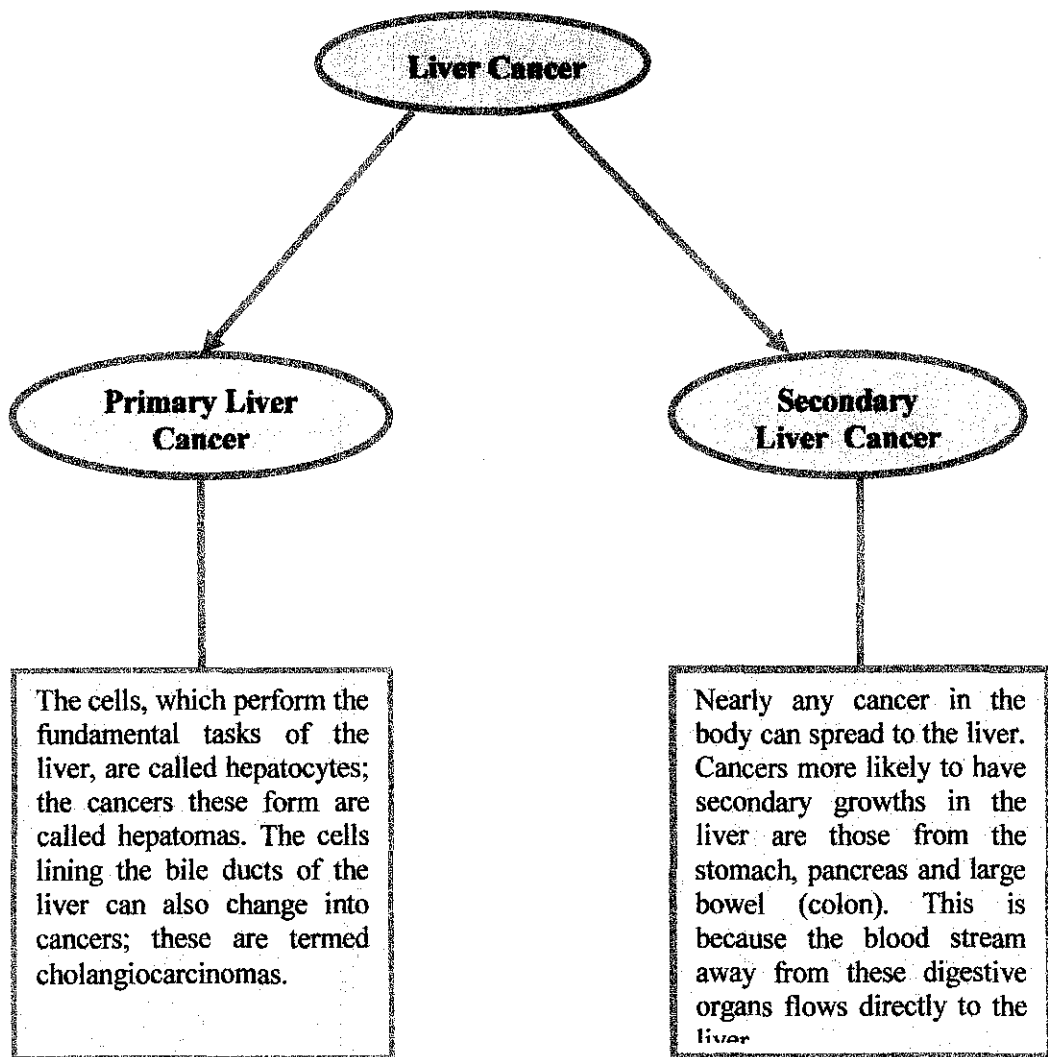 Liver Cancer
Primary Liver
Cancer
Secondary
Liver Cancer
The cells, which perform the
fundamental tasks of the
liver, are called hepatocytes;
the cancers these form are
called hepatomas. The cells
lining the bile ducts of the
liver can also change into
cancers; these are termed
cholangiocarcinomas.
Nearly any cancer in the
body can spread to the liver.
Cancers more likely to have
secondary growths in the
liver are those from the
stomach, pancreas and large
bowel (colon). This is
because the blood stream
away from these digestive
organs flows directly to the
liver